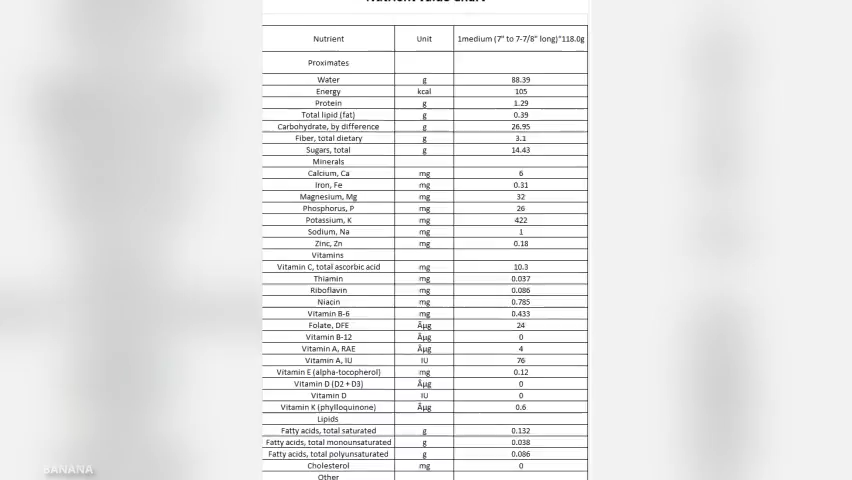 Nutrient Value Chart
Nutrient Unit 1medium (7" to 7-7/8" long)*118.0g
Proximates
Water g 88.39
Energy kcal 105
Protein g 1.29
Total lipid (fat) g 0.39
Carbohydrate, by difference g 26.95
Fiber, total dietary g 3.1
Sugars, total g 14.43
Minerals
Calcium, Ca mg 6
Iron, Fe mg 0.31
Magnesium, Mg mg 32
Phosphorus, P mg 26
Potassium, K mg 422
Sodium, Na mg 1
Zinc, Zn mg 0.18
Vitamins
Vitamin C, total ascorbic acid mg 10.3
Thiamin mg 0.037
Riboflavin mg 0.086
Niacin mg 0.785
Vitamin B-6 mg 0.433
Folate, DFE Âµg 24
Vitamin B-12 Âµg 0
Vitamin A, RAE Âµg 4
Vitamin A, IU IU 76
Vitamin E (alpha-tocopherol) mg 0.12
Vitamin D (D2 + D3) Âµg 0
Vitamin D IU 0
Vitamin K (phylloquinone) Âµg 0.6
Lipids
Fatty acids, total saturated g 0.132
Fatty acids, total monounsaturated g 0.038
Fatty acids, total polyunsaturated g 0.086
Cholesterol mg 0
Other
BANANA